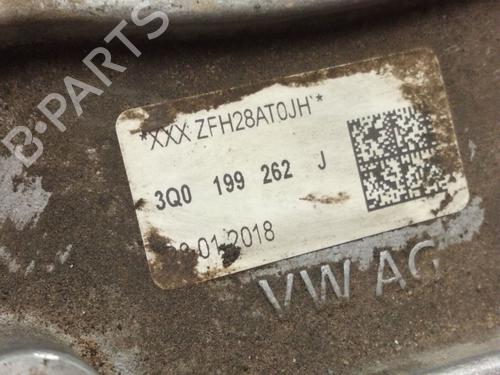 B-PARTS
*XXX ZFH28AT0JH*
3Q0 199 262 J
.01.2018
VW AG